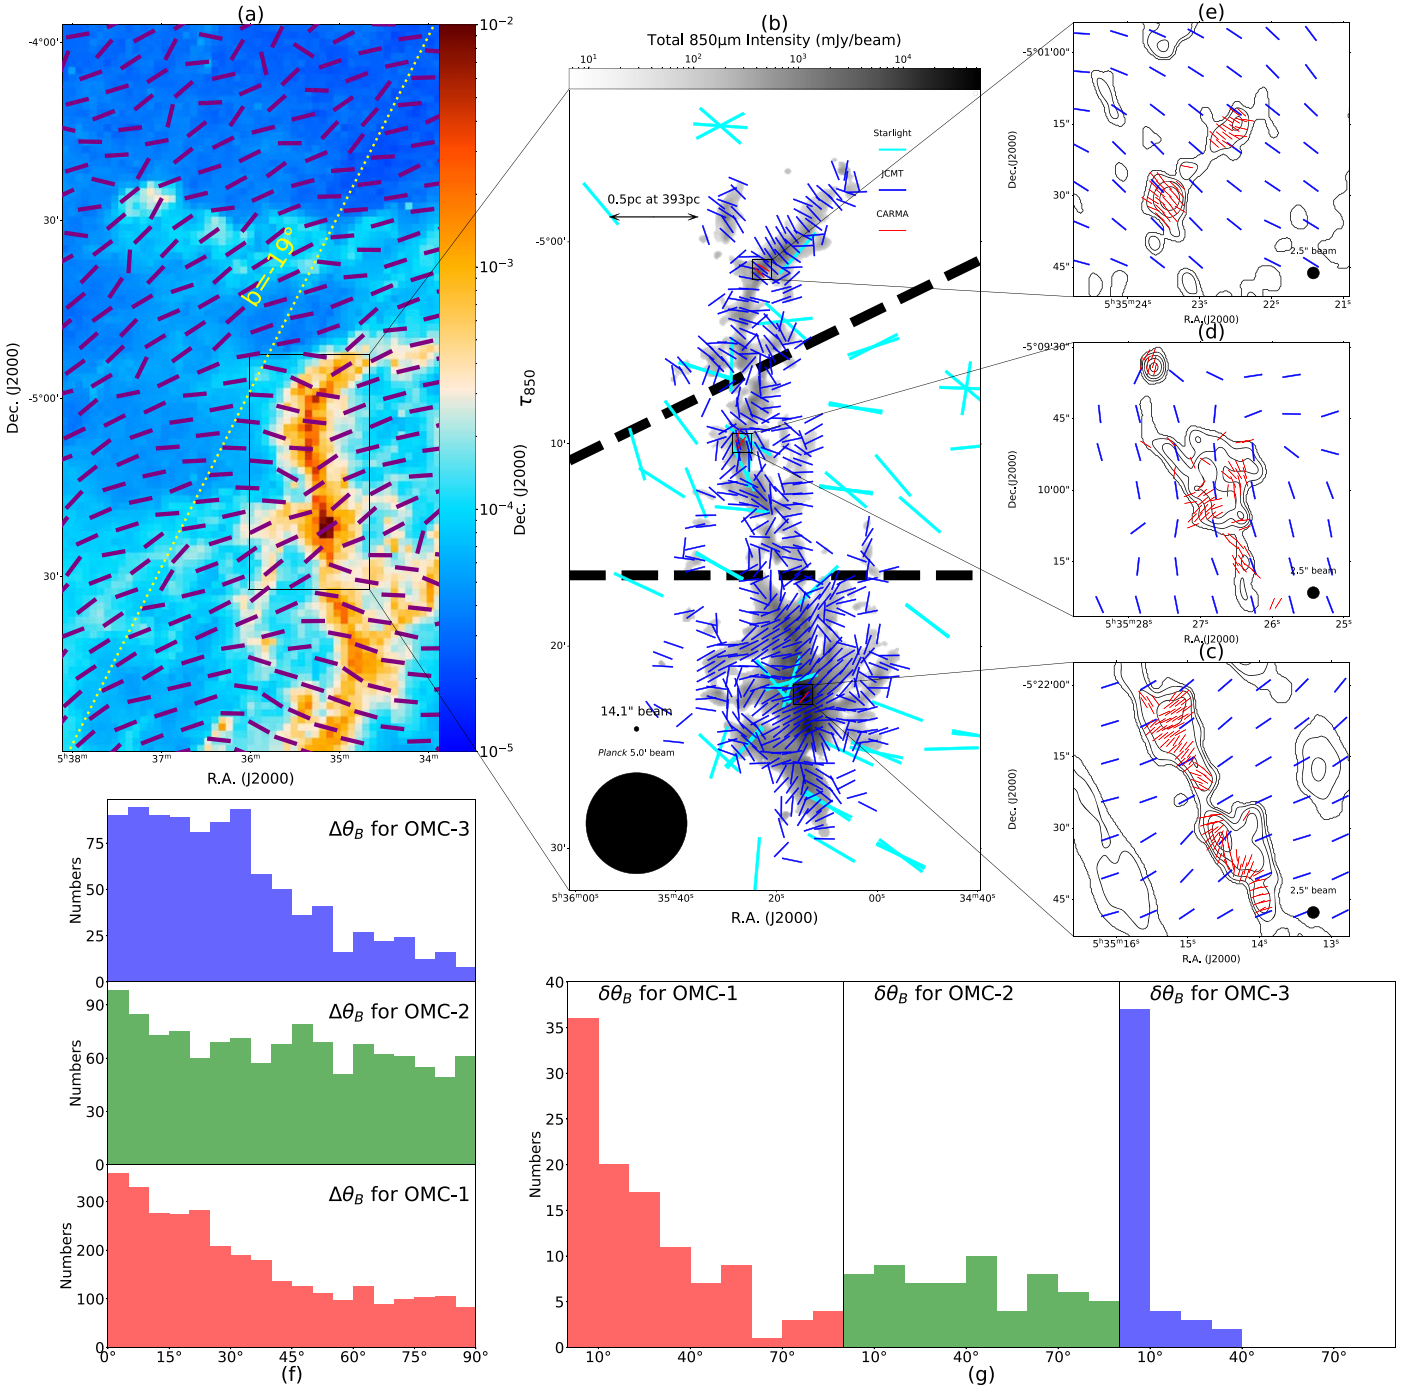 (a)
-4°00'
30'
-5°00'
30'
Dec. (J2000)
5ʰ38ᵐ 37ᵐ 36ᵐ 35ᵐ 34ᵐ
R.A. (J2000)
b=-19°
10⁻²
10⁻³
10⁻⁴
10⁻⁵
τ₈₅₀
(b)
Total 850μm Intensity (mJy/beam)
10¹ 10² 10³ 10⁴
Starlight
JCMT
CARMA
0.5pc at 393pc
-5°00'
10'
20'
30'
Dec. (J2000)
14.1" beam
Planck 5.0' beam
5ʰ36ᵐ00ˢ 35ᵐ40ˢ 20ˢ 00ˢ 34ᵐ40ˢ
R.A. (J2000)
(e)
-5°01'00"
15"
30"
45"
Dec.(J2000)
2.5" beam
5ʰ35ᵐ24ˢ 23ˢ 22ˢ 21ˢ
R.A.(J2000)
(d)
-5°09'30"
45"
10'00"
15"
Dec.(J2000)
2.5" beam
5ʰ35ᵐ28ˢ 27ˢ 26ˢ 25ˢ
R.A.(J2000)
(c)
-5°22'00"
15"
30"
45"
Dec. (J2000)
2.5" beam
5ʰ35ᵐ16ˢ 15ˢ 14ˢ 13ˢ
R.A. (J2000)
Δθ_B for OMC-3
75
50
25
0
Numbers
Δθ_B for OMC-2
90
60
30
0
Numbers
Δθ_B for OMC-1
300
200
100
0
Numbers
0° 15° 30° 45° 60° 75° 90°
(f)
δθ_B for OMC-1
δθ_B for OMC-2
δθ_B for OMC-3
40
35
30
25
20
15
10
5
0
Numbers
10° 40° 70° 10° 40° 70° 10° 40° 70°
(g)